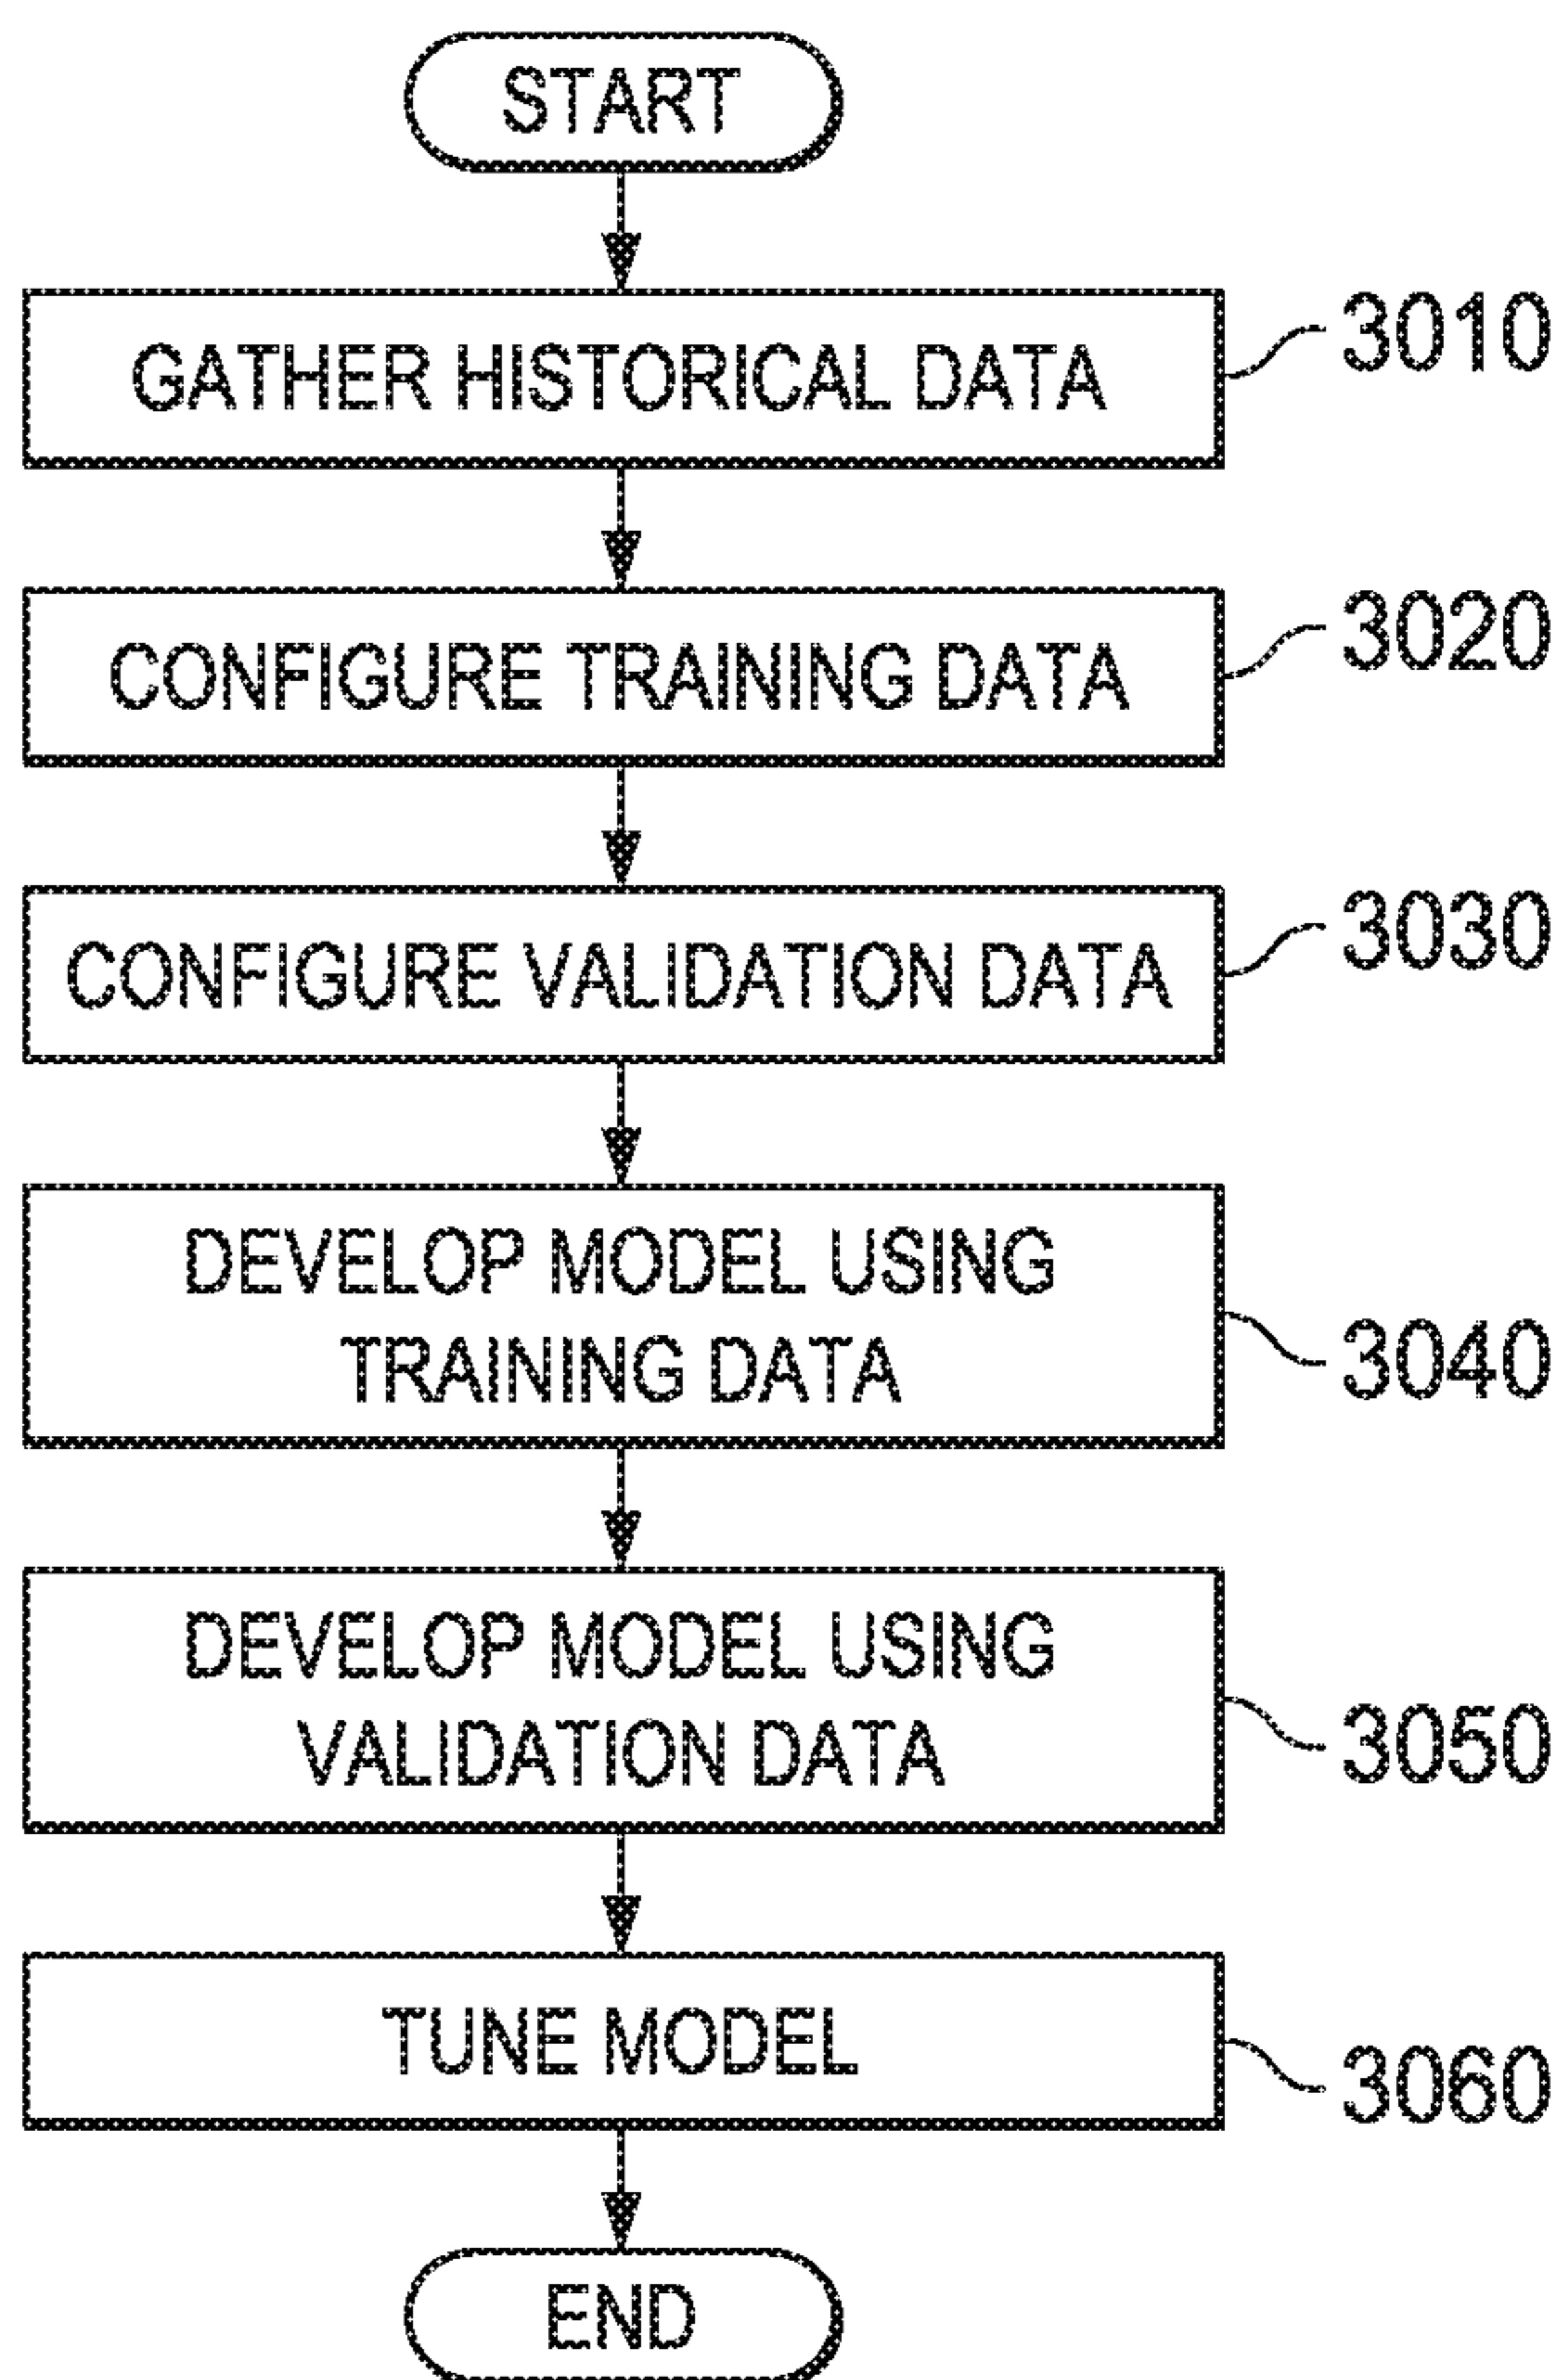 START
GATHER HISTORICAL DATA
3010
CONFIGURE TRAINING DATA
3020
CONFIGURE VALIDATION DATA
3030
DEVELOP MODEL USING
TRAINING DATA
3040
DEVELOP MODEL USING
VALIDATION DATA
3050
TUNE MODEL
3060
END